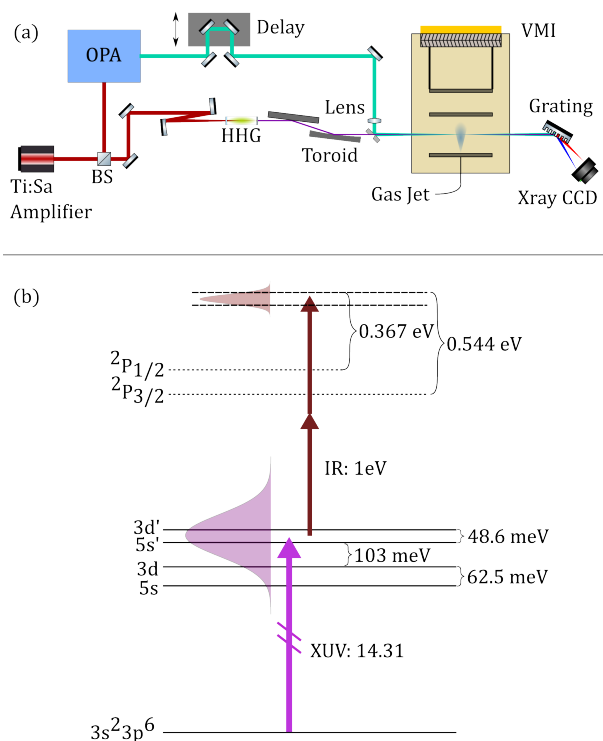 (a)
Delay
VMI
OPA
Lens
Grating
HHG
Toroid
Ti:Sa
Amplifier
BS
Gas Jet
Xray CCD
(b)
0.367 eV
0.544 eV
²P₁/₂
²P₃/₂
IR: 1eV
3d'
5s'
48.6 meV
103 meV
3d
62.5 meV
5s
XUV: 14.31
3s²3p⁶